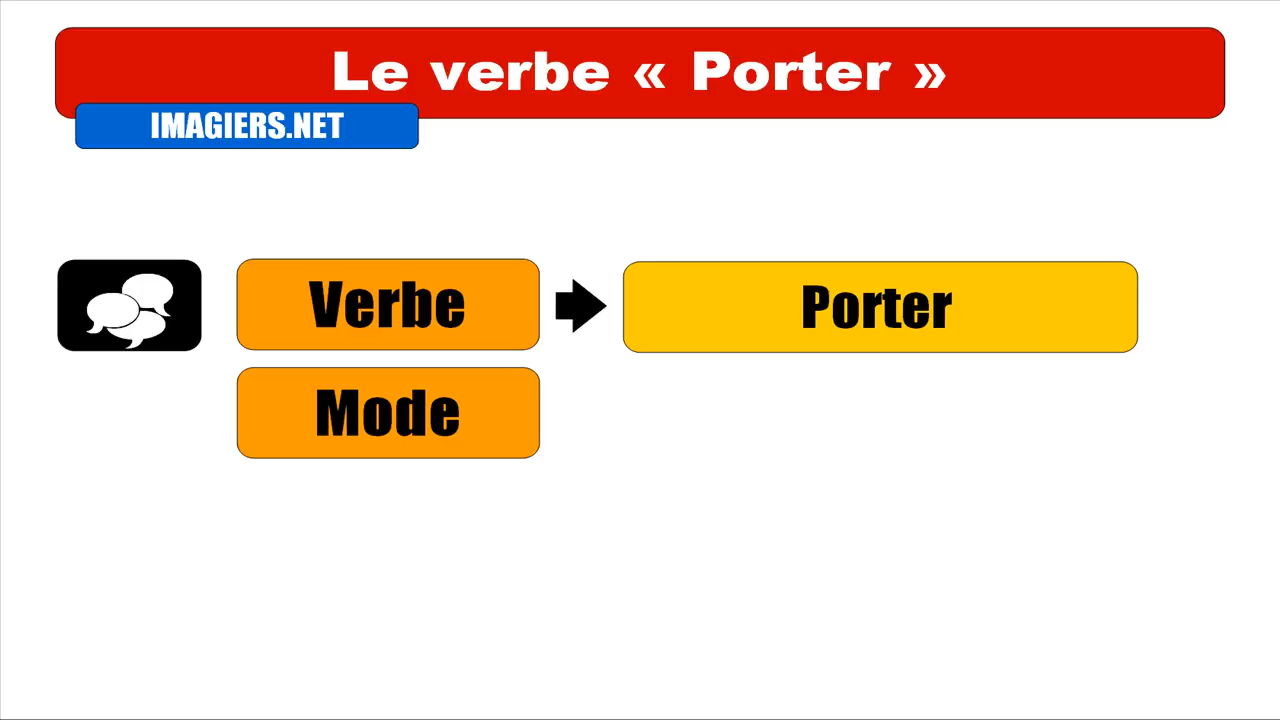 Le verbe « Porter »
IMAGIERS.NET
Verbe
Porter
Mode